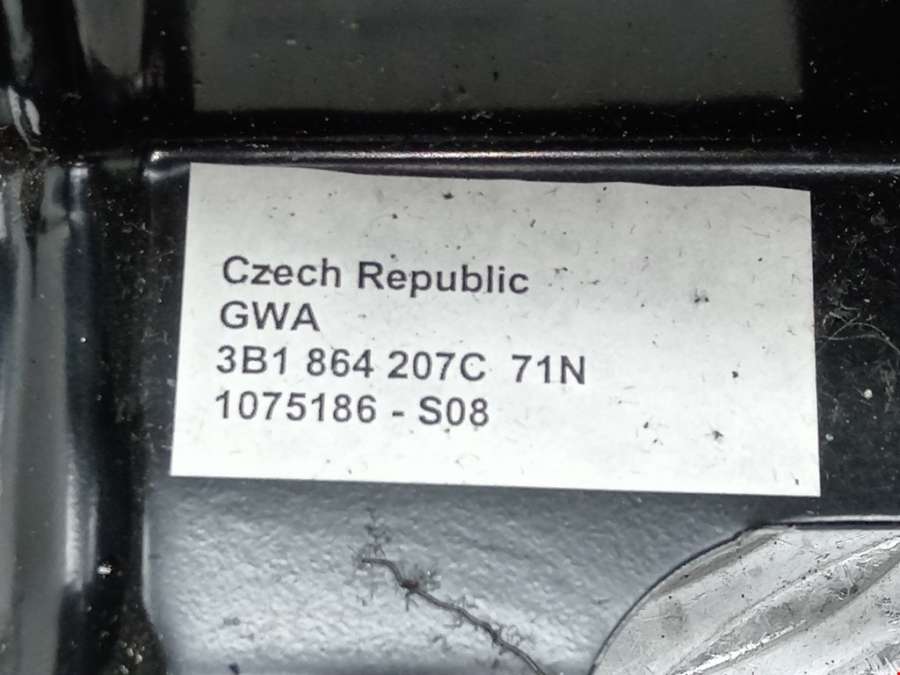 Czech Republic
GWA
3B1 864 207C 71N
1075186 - S08